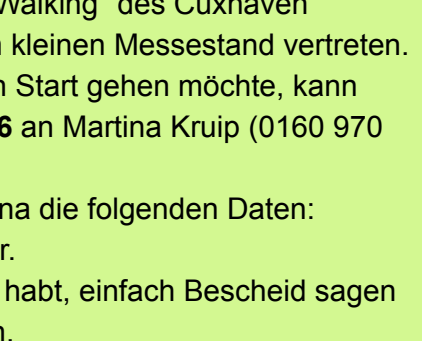 Walking" des Cuxhaven
kleinen Messestand vertreten.
Start gehen möchte, kann
6 an Martina Kruip (0160 970
na die folgenden Daten:
r.
habt, einfach Bescheid sagen
n.